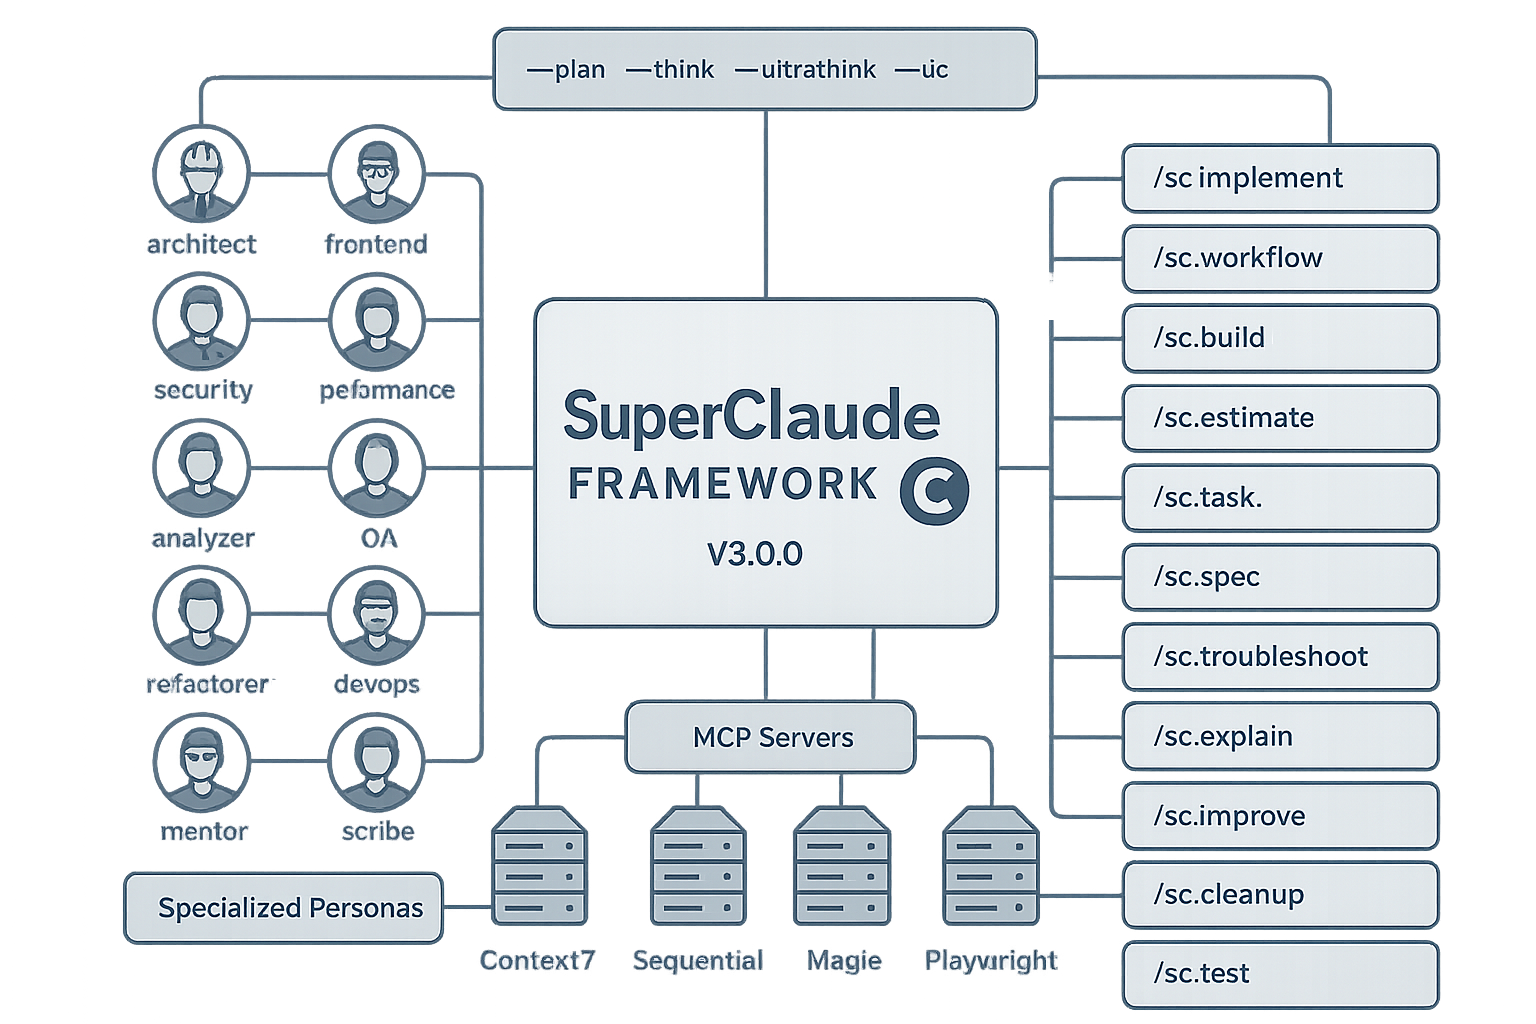 —plan —think —uitrathink —uc
architect
frontend
security
peformance
analyzer
OA
refactorer
devops
mentor
scribe
Specialized Personas
SuperClaude
FRAMEWORK C
V3.0.0
MCP Servers
Context7
Sequential
Magie
Playwright
/sc implement
/sc.workflow
/sc.build
/sc.estimate
/sc.task.
/sc.spec
/sc.troubleshoot
/sc.explain
/sc.improve
/sc.cleanup
/sc.test